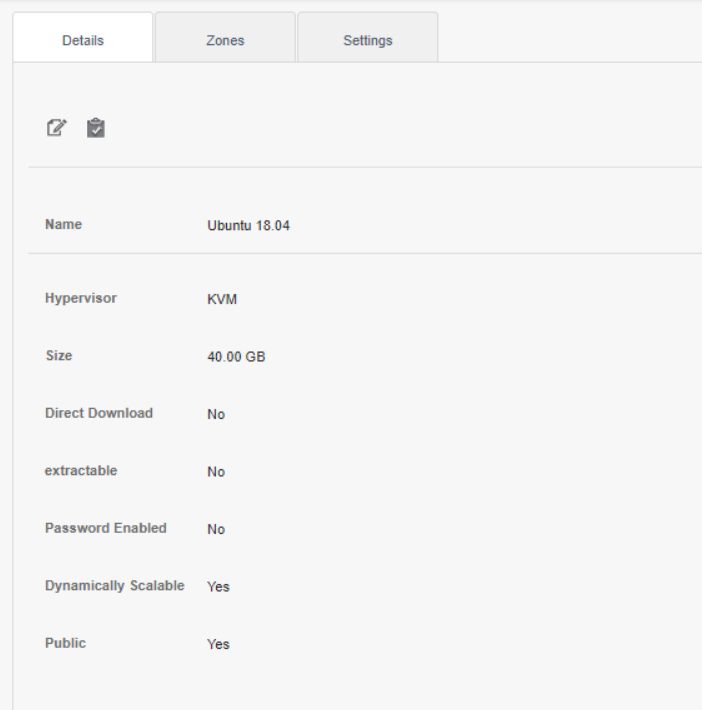 Details Zones Settings
Name Ubuntu 18.04
Hypervisor KVM
Size 40.00 GB
Direct Download No
extractable No
Password Enabled No
Dynamically Scalable Yes
Public Yes